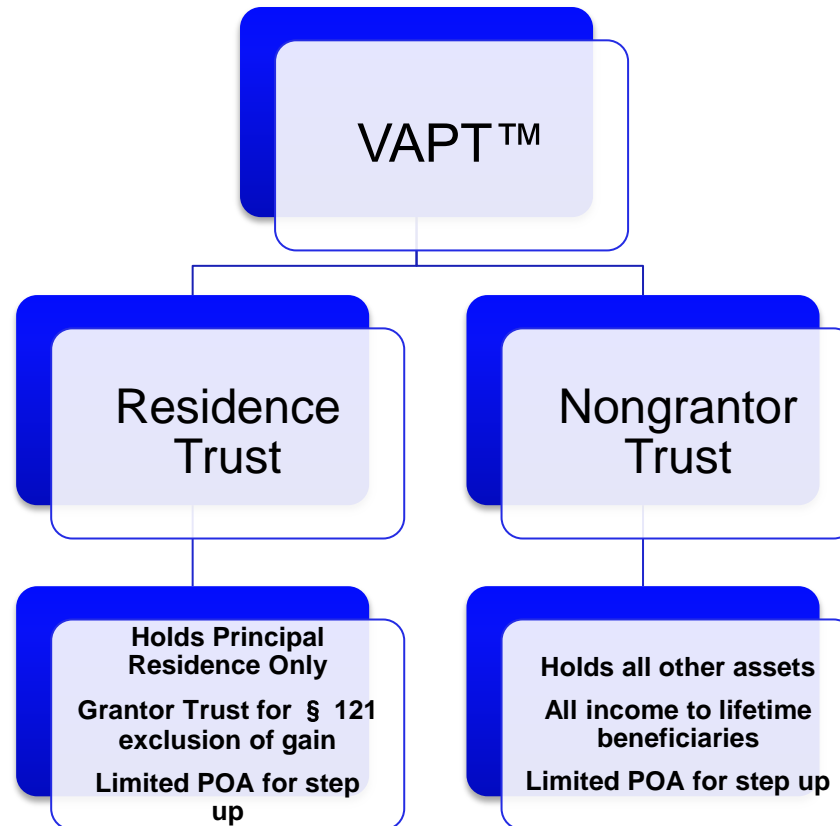 VAPT™
Residence
Trust
Nongrantor
Trust
Holds Principal
Residence Only
Grantor Trust for § 121
exclusion of gain
Limited POA for step
up
Holds all other assets
All income to lifetime
beneficiaries
Limited POA for step up